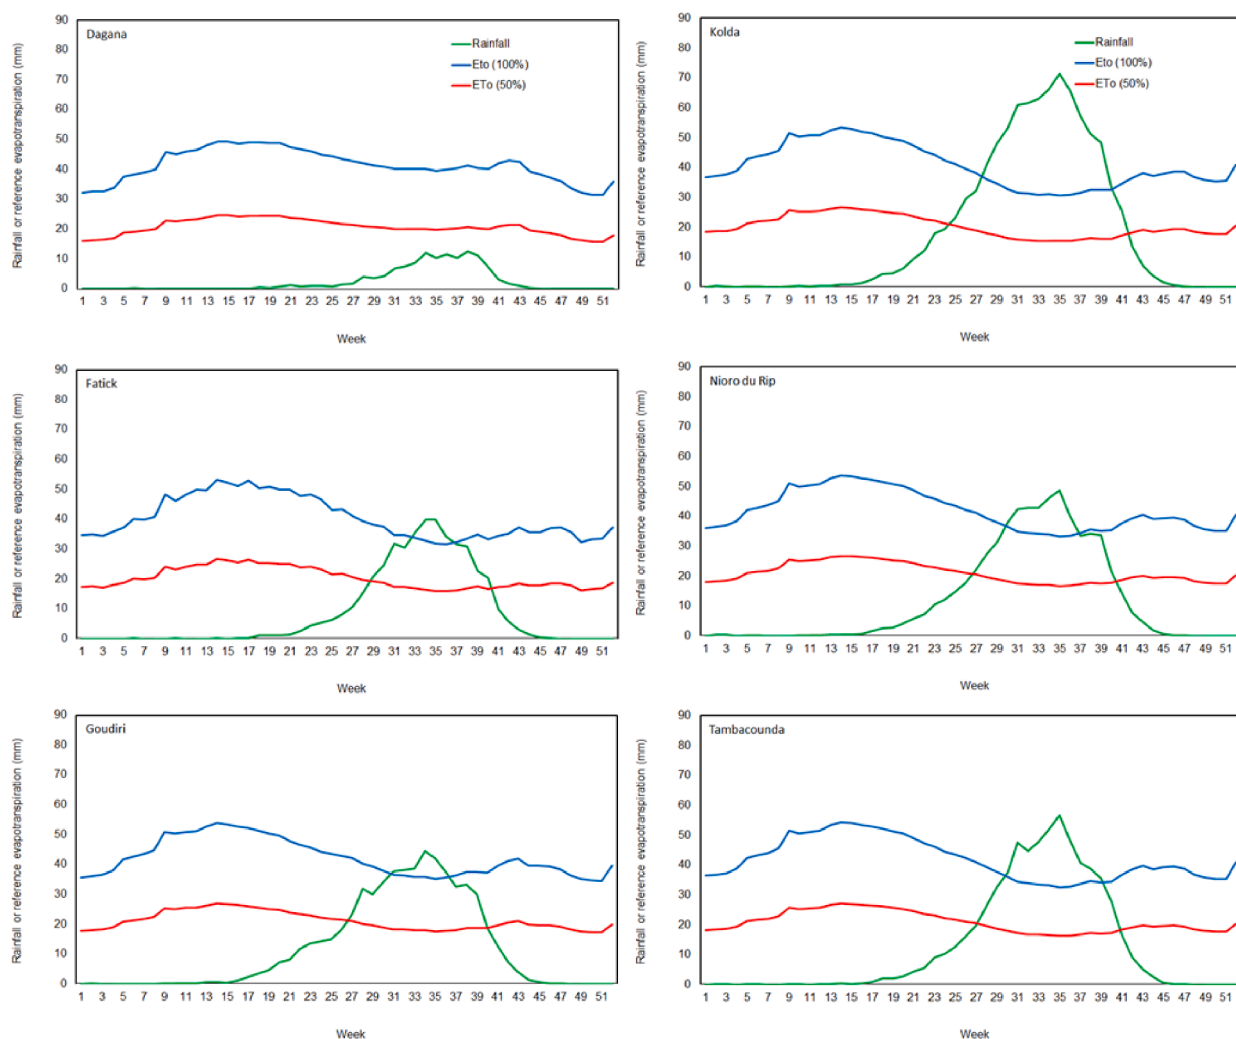 Dagana
Rainfall
Eto (100%)
ETo (50%)
Rainfall or reference evapotranspiration (mm)
90
80
70
60
50
40
30
20
10
0
1 3 5 7 9 11 13 15 17 19 21 23 25 27 29 31 33 35 37 39 41 43 45 47 49 51
Week
Kolda
Rainfall
Eto (100%)
ETo (50%)
Rainfall or reference evapotranspiration (mm)
90
80
70
60
50
40
30
20
10
0
1 3 5 7 9 11 13 15 17 19 21 23 25 27 29 31 33 35 37 39 41 43 45 47 49 51
Week
Fatick
Rainfall or reference evapotranspiration (mm)
90
80
70
60
50
40
30
20
10
0
1 3 5 7 9 11 13 15 17 19 21 23 25 27 29 31 33 35 37 39 41 43 45 47 49 51
Week
Nioro du Rip
Rainfall or reference evapotranspiration (mm)
90
80
70
60
50
40
30
20
10
0
1 3 5 7 9 11 13 15 17 19 21 23 25 27 29 31 33 35 37 39 41 43 45 47 49 51
Week
Goudiri
Rainfall or reference evapotranspiration (mm)
90
80
70
60
50
40
30
20
10
0
1 3 5 7 9 11 13 15 17 19 21 23 25 27 29 31 33 35 37 39 41 43 45 47 49 51
Week
Tambacounda
Rainfall or reference evapotranspiration (mm)
90
80
70
60
50
40
30
20
10
0
1 3 5 7 9 11 13 15 17 19 21 23 25 27 29 31 33 35 37 39 41 43 45 47 49 51
Week